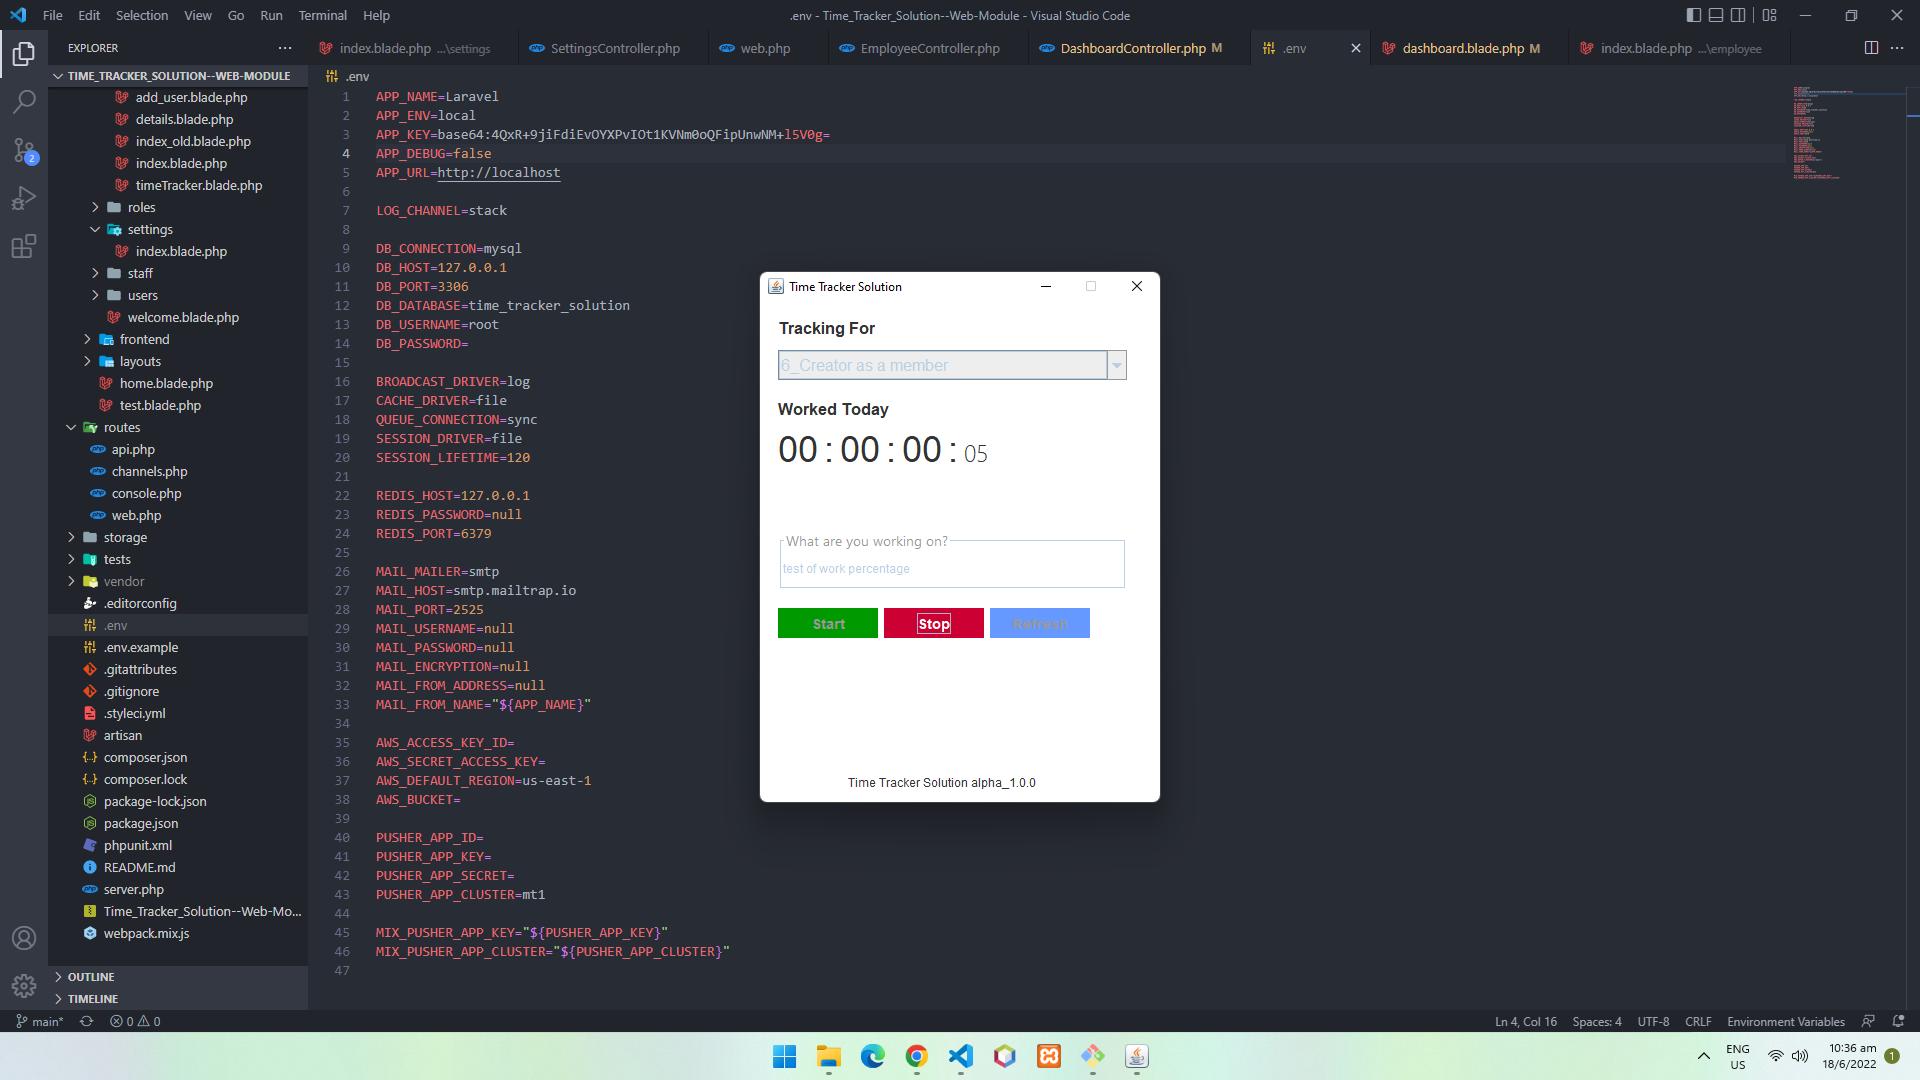 File Edit Selection View Go Run Terminal Help
.env - Time_Tracker_Solution--Web-Module - Visual Studio Code
EXPLORER
index.blade.php ...\settings
SettingsController.php
web.php
EmployeeController.php
DashboardController.php M
.env
dashboard.blade.php M
index.blade.php ...\employee
TIME_TRACKER_SOLUTION--WEB-MODULE
add_user.blade.php
details.blade.php
index_old.blade.php
index.blade.php
timeTracker.blade.php
roles
settings
index.blade.php
staff
users
welcome.blade.php
frontend
layouts
home.blade.php
test.blade.php
routes
api.php
channels.php
console.php
web.php
storage
tests
vendor
.editorconfig
.env
.env.example
.gitattributes
.gitignore
.styleci.yml
artisan
composer.json
composer.lock
package-lock.json
package.json
phpunit.xml
README.md
server.php
Time_Tracker_Solution--Web-Mo...
webpack.mix.js
OUTLINE
TIMELINE
2
.env
1 APP_NAME=Laravel
2 APP_ENV=local
3 APP_KEY=base64:4QxR+9jiFdiEvOYXPvIOt1KVNm0oQFipUnwNM+l5V0g=
4 APP_DEBUG=false
5 APP_URL=http://localhost
6
7 LOG_CHANNEL=stack
8
9 DB_CONNECTION=mysql
10 DB_HOST=127.0.0.1
11 DB_PORT=3306
12 DB_DATABASE=time_tracker_solution
13 DB_USERNAME=root
14 DB_PASSWORD=
15
16 BROADCAST_DRIVER=log
17 CACHE_DRIVER=file
18 QUEUE_CONNECTION=sync
19 SESSION_DRIVER=file
20 SESSION_LIFETIME=120
21
22 REDIS_HOST=127.0.0.1
23 REDIS_PASSWORD=null
24 REDIS_PORT=6379
25
26 MAIL_MAILER=smtp
27 MAIL_HOST=smtp.mailtrap.io
28 MAIL_PORT=2525
29 MAIL_USERNAME=null
30 MAIL_PASSWORD=null
31 MAIL_ENCRYPTION=null
32 MAIL_FROM_ADDRESS=null
33 MAIL_FROM_NAME="${APP_NAME}"
34
35 AWS_ACCESS_KEY_ID=
36 AWS_SECRET_ACCESS_KEY=
37 AWS_DEFAULT_REGION=us-east-1
38 AWS_BUCKET=
39
40 PUSHER_APP_ID=
41 PUSHER_APP_KEY=
42 PUSHER_APP_SECRET=
43 PUSHER_APP_CLUSTER=mt1
44
45 MIX_PUSHER_APP_KEY="${PUSHER_APP_KEY}"
46 MIX_PUSHER_APP_CLUSTER="${PUSHER_APP_CLUSTER}"
47
Time Tracker Solution
Tracking For
6_Creator as a member
Worked Today
00 : 00 : 00 : 05
What are you working on?
test of work percentage
Start Stop Refresh
Time Tracker Solution alpha_1.0.0
main* 0 0
Ln 4, Col 16 Spaces: 4 UTF-8 CRLF Environment Variables
ENG
US
10:36 am
18/6/2022
1